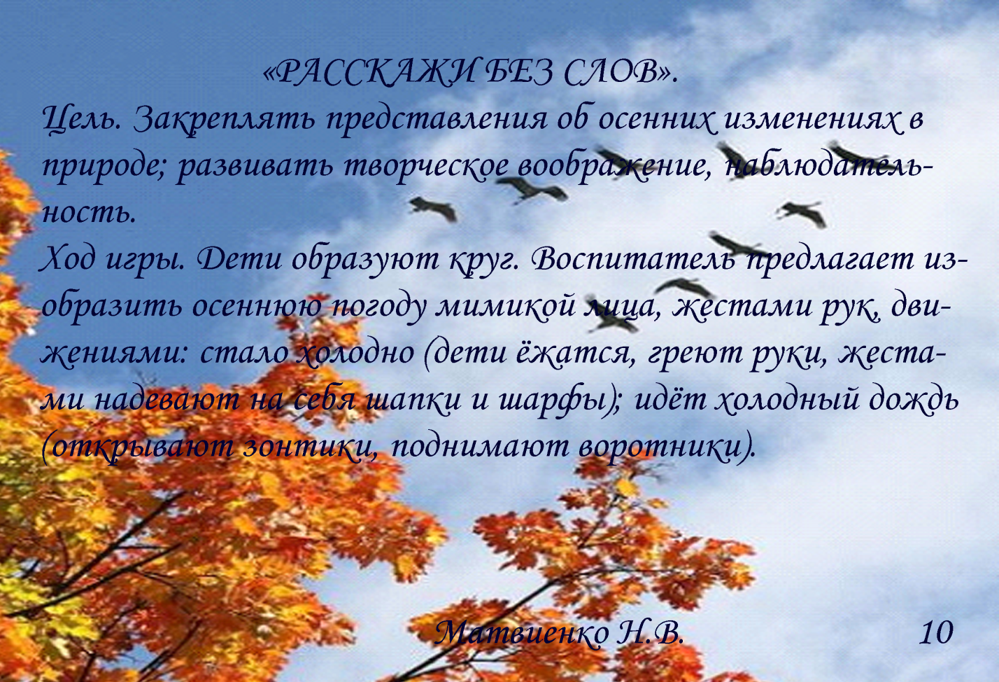 «РАССКАЖИ БЕЗ СЛОВ».
Цель. Закреплять представления об осенних изменениях в
природе; развивать творческое воображение, наблюдатель-
ность.
Ход игры. Дети образуют круг. Воспитатель предлагает из-
образить осеннюю погоду мимикой лица, жестами рук, дви-
жениями: стало холодно (дети ёжатся, греют руки, жеста-
ми надевают на себя шапки и шарфы); идёт холодный дождь
(открывают зонтики, поднимают воротники).
Матвиенко Н.В.
10